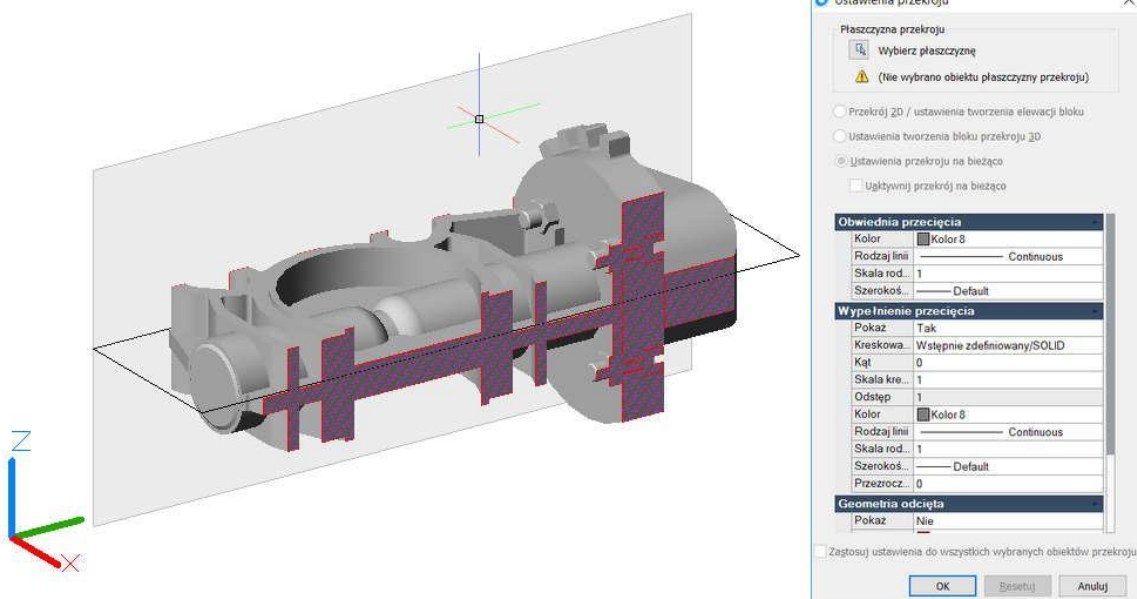 Ustawienia przekroju
Płaszczyzna przekroju
Wybierz płaszczyznę
(Nie wybrano obiektu płaszczyzny przekroju)
Przekrój 2D / ustawienia tworzenia elewacji bloku
Ustawienia tworzenia bloku przekroju 3D
Ustawienia przekroju na bieżąco
Uaktywnij przekrój na bieżąco
Obwiednia przecięcia
Kolor Kolor 8
Rodzaj linii Continuous
Skala rod... 1
Szerokoś... Default
Wypełnienie przecięcia
Pokaż Tak
Kreskowa... Wstępnie zdefiniowany/SOLID
Kąt 0
Skala kre... 1
Odstęp 1
Kolor Kolor 8
Rodzaj linii Continuous
Skala rod... 1
Szerokoś... Default
Przezrocz... 0
Geometria odcięta
Pokaż Nie
Zastosuj ustawienia do wszystkich wybranych obiektów przekroju
OK Resetuj Anuluj
Z
X